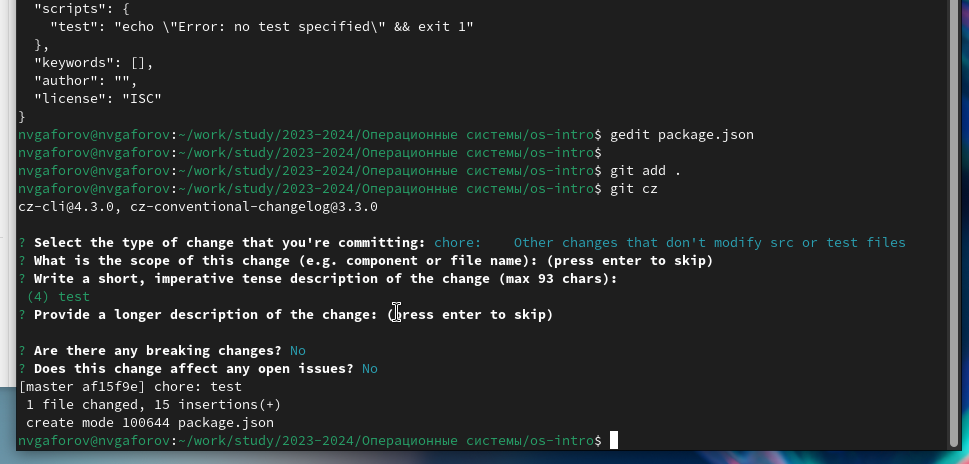 "scripts": {
"test": "echo \"Error: no test specified\" && exit 1"
},
"keywords": [],
"author": "",
"license": "ISC"
}
nvgaforov@nvgaforov:~/work/study/2023-2024/Операционные системы/os-intro$ gedit package.json
nvgaforov@nvgaforov:~/work/study/2023-2024/Операционные системы/os-intro$
nvgaforov@nvgaforov:~/work/study/2023-2024/Операционные системы/os-intro$ git add .
nvgaforov@nvgaforov:~/work/study/2023-2024/Операционные системы/os-intro$ git cz
cz-cli@4.3.0, cz-conventional-changelog@3.3.0
? Select the type of change that you're committing: chore:    Other changes that don't modify src or test files
? What is the scope of this change (e.g. component or file name): (press enter to skip)
? Write a short, imperative tense description of the change (max 93 chars):
(4) test
? Provide a longer description of the change: (press enter to skip)
? Are there any breaking changes? No
? Does this change affect any open issues? No
[master af15f9e] chore: test
1 file changed, 15 insertions(+)
create mode 100644 package.json
nvgaforov@nvgaforov:~/work/study/2023-2024/Операционные системы/os-intro$